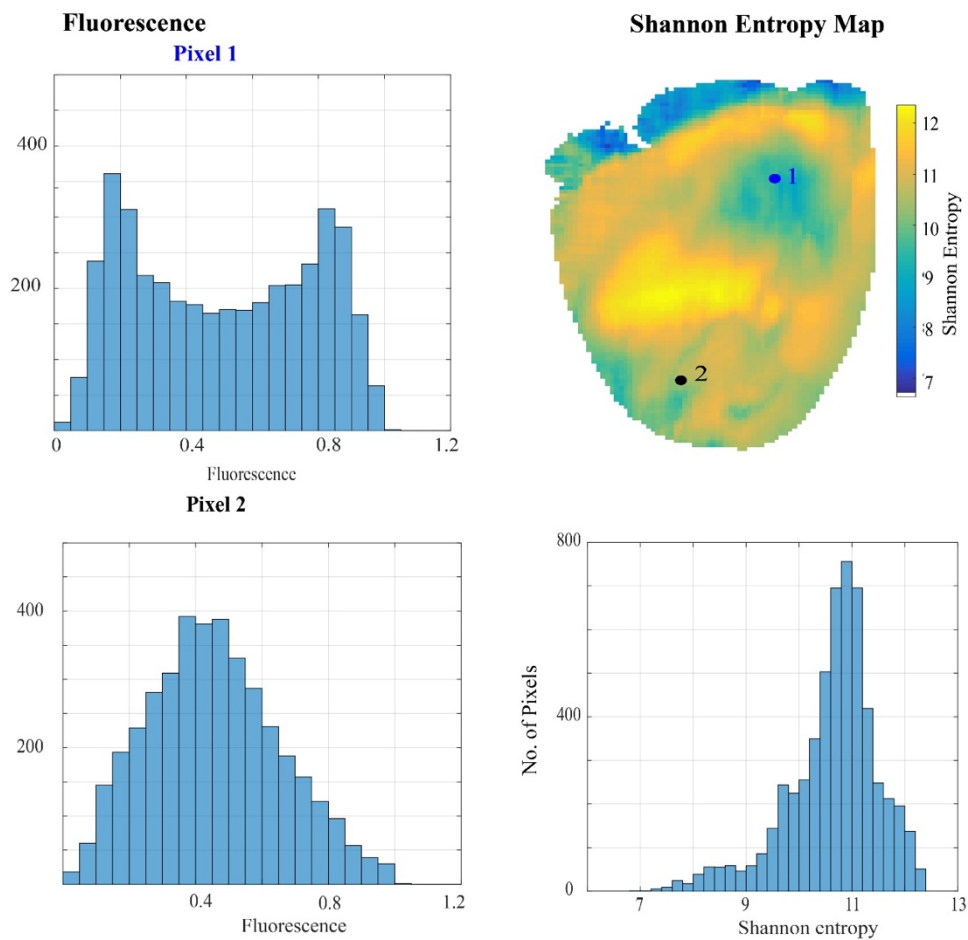 Fluorescence
Pixel 1
400
200
0
0.4
0.8
1.2
Fluorescence
Shannon Entropy Map
1
2
12
11
10
9
8
7
Shannon Entropy
Pixel 2
400
200
0.4
0.8
1.2
Fluorescence
800
400
0
7
9
11
13
No. of Pixels
Shannon cntropy